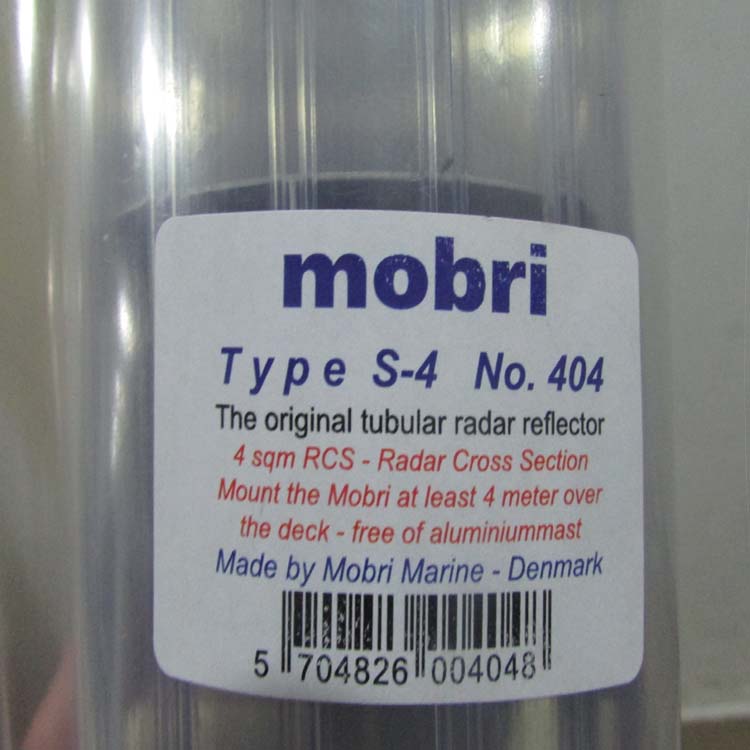 mobri
Type S-4 No. 404
The original tubular radar reflector
4 sqm RCS - Radar Cross Section
Mount the Mobri at least 4 meter over
the deck - free of aluminiummast
Made by Mobri Marine - Denmark
5 704826 004048